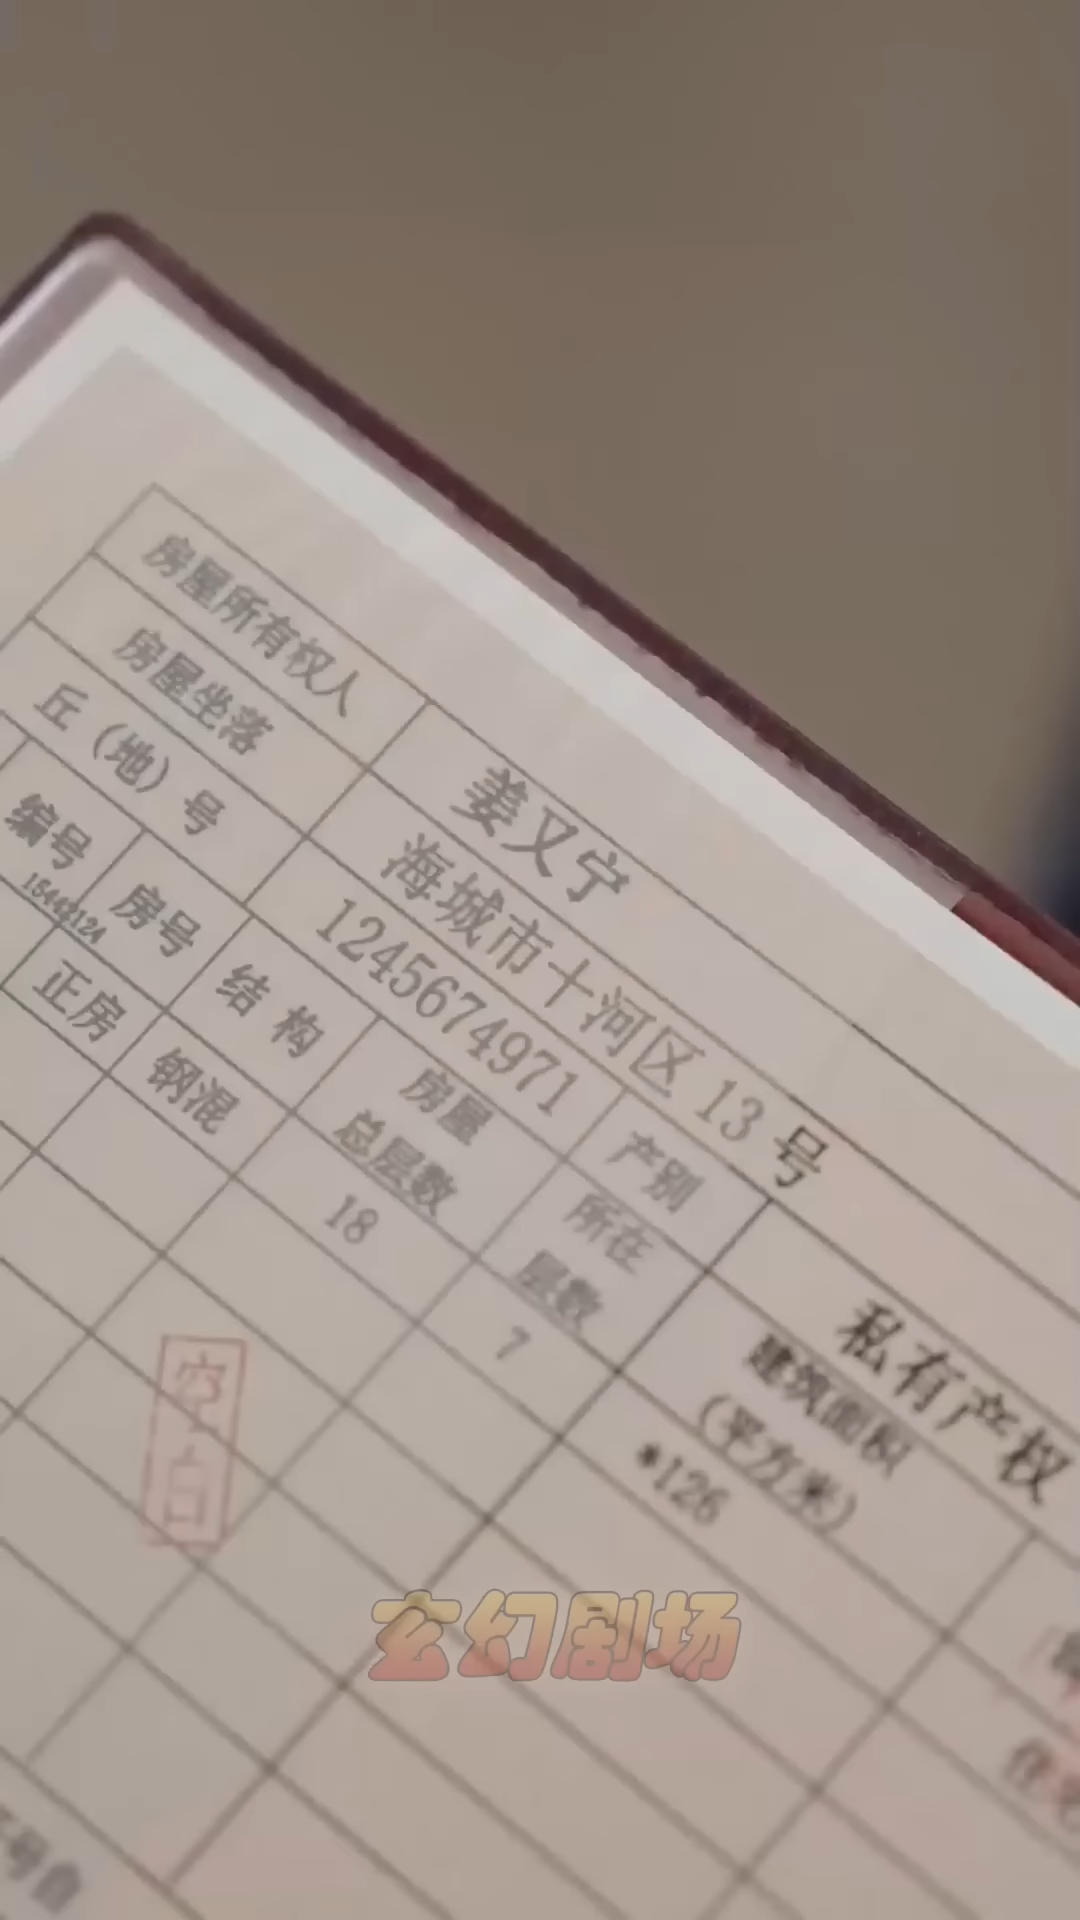 房屋所有权人 姜又宁
房屋坐落 海城市十河区 13 号
丘（地）号 1245674971 产别 私有产权
编号 房号 结 构 房屋总层数 所在层数 建筑面积（平方米）
正房 钢混 18 7 *126
空白
玄幻剧场